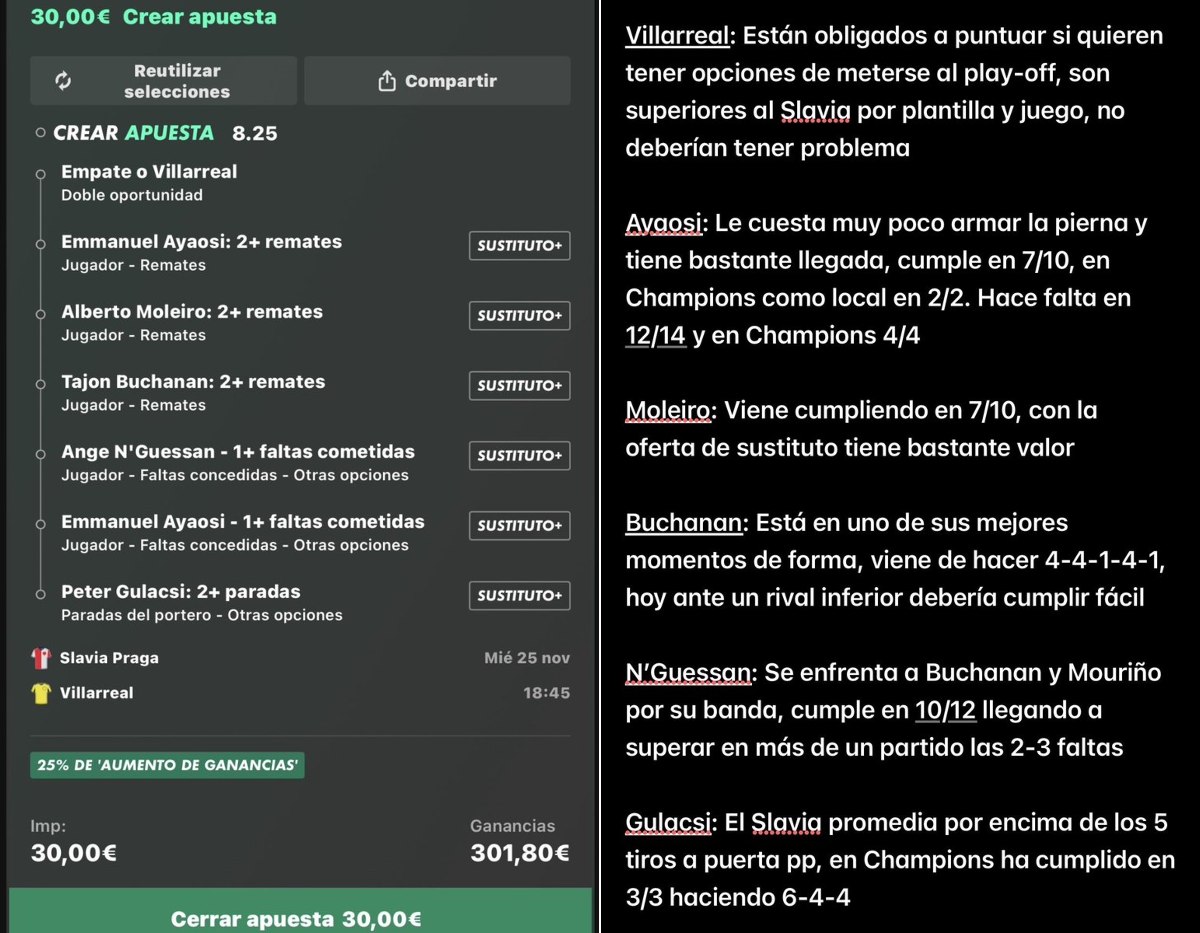 30,00€ Crear apuesta
Reutilizar
selecciones
Compartir
CREAR APUESTA 8.25
Empate o Villarreal
Doble oportunidad
Emmanuel Ayaosi: 2+ remates
SUSTITUTO+
Jugador - Remates
Alberto Moleiro: 2+ remates
SUSTITUTO+
Jugador - Remates
Tajon Buchanan: 2+ remates
SUSTITUTO+
Jugador - Remates
Ange N'Guessan - 1+ faltas cometidas
SUSTITUTO+
Jugador - Faltas concedidas - Otras opciones
Emmanuel Ayaosi - 1+ faltas cometidas
SUSTITUTO+
Jugador - Faltas concedidas - Otras opciones
Peter Gulacsi: 2+ paradas
SUSTITUTO+
Paradas del portero - Otras opciones
Slavia Praga
Mié 25 nov
Villarreal
18:45
25% DE 'AUMENTO DE GANANCIAS'
Imp:
Ganancias
30,00€
301,80€
Cerrar apuesta 30,00€
Villarreal: Están obligados a puntuar si quieren
tener opciones de meterse al play-off, son
superiores al Slavia por plantilla y juego, no
deberían tener problema
Ayaosi: Le cuesta muy poco armar la pierna y
tiene bastante llegada, cumple en 7/10, en
Champions como local en 2/2. Hace falta en
12/14 y en Champions 4/4
Moleiro: Viene cumpliendo en 7/10, con la
oferta de sustituto tiene bastante valor
Buchanan: Está en uno de sus mejores
momentos de forma, viene de hacer 4-4-1-4-1,
hoy ante un rival inferior debería cumplir fácil
N'Guessan: Se enfrenta a Buchanan y Mouriño
por su banda, cumple en 10/12 llegando a
superar en más de un partido las 2-3 faltas
Gulacsi: El Slavia promedia por encima de los 5
tiros a puerta pp, en Champions ha cumplido en
3/3 haciendo 6-4-4